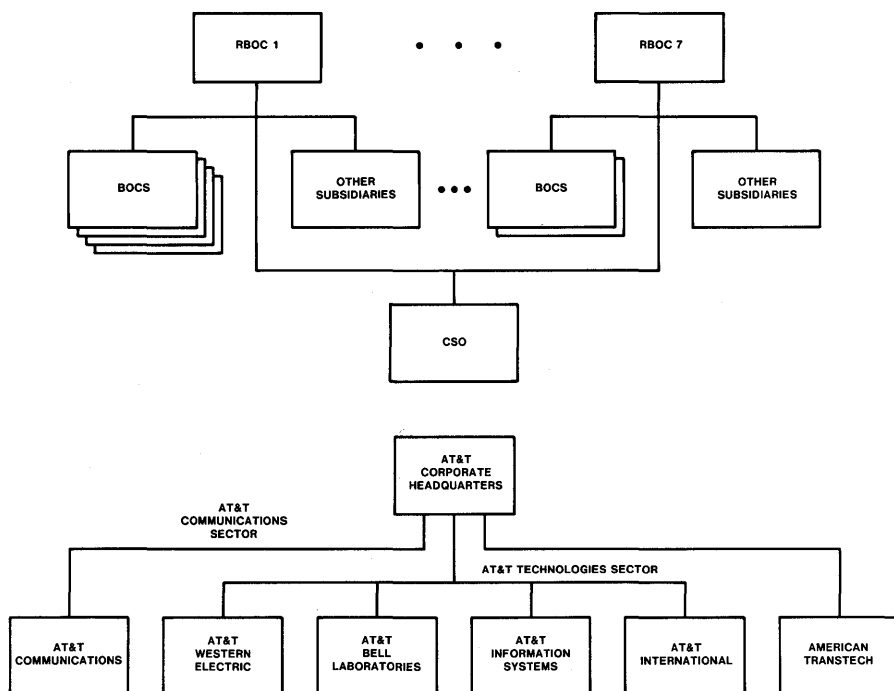 RBOC 1
RBOC 7
BOCS
OTHER
SUBSIDIARIES
BOCS
OTHER
SUBSIDIARIES
CSO
AT&T
CORPORATE
HEADQUARTERS
AT&T
COMMUNICATIONS
SECTOR
AT&T TECHNOLOGIES SECTOR
AT&T
COMMUNICATIONS
AT&T
WESTERN
ELECTRIC
AT&T
BELL
LABORATORIES
AT&T
INFORMATION
SYSTEMS
AT&T
INTERNATIONAL
AMERICAN
TRANSTECH